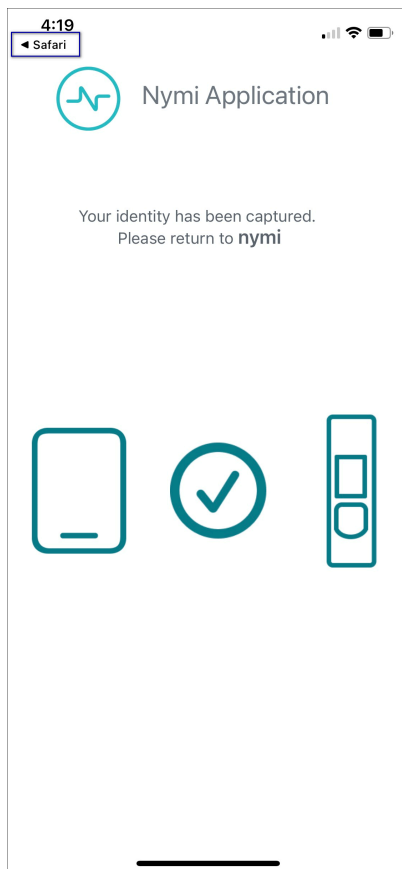 4:19
◀ Safari
Nymi Application
Your identity has been captured.
Please return to nymi